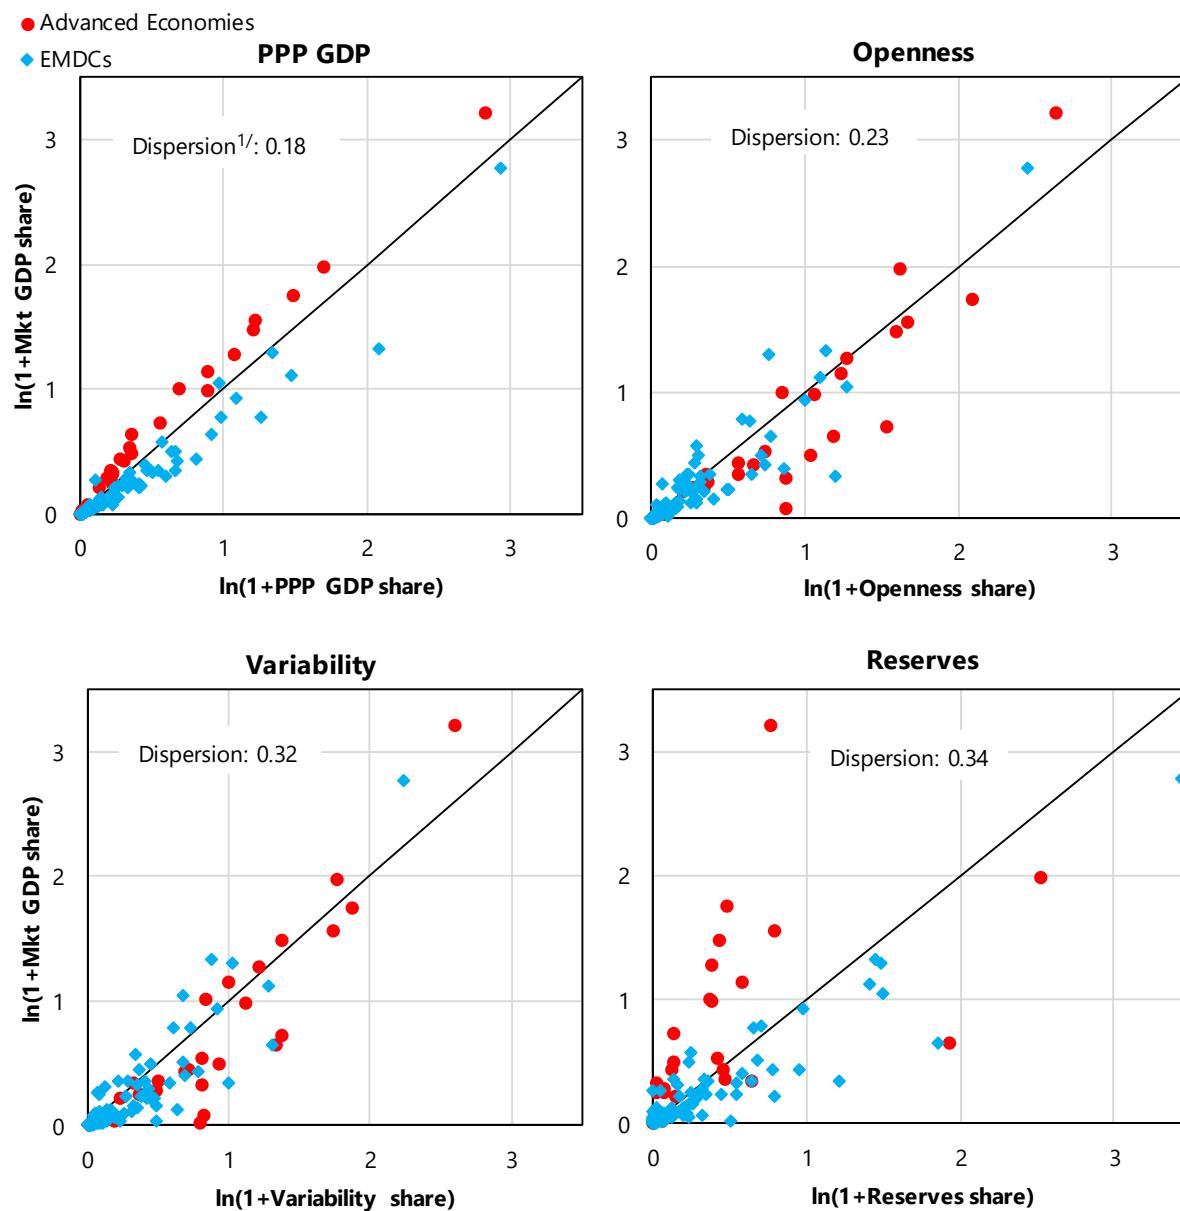 Advanced Economies
EMDCs
PPP GDP
Dispersion1/: 0.18
ln(1+Mkt GDP share)
3
2
1
0
0 1 2 3
ln(1+PPP GDP share)
Openness
Dispersion: 0.23
3
2
1
0
0 1 2 3
ln(1+Openness share)
Variability
Dispersion: 0.32
ln(1+Mkt GDP share)
3
2
1
0
0 1 2 3
ln(1+Variability share)
Reserves
Dispersion: 0.34
3
2
1
0
0 1 2 3
ln(1+Reserves share)